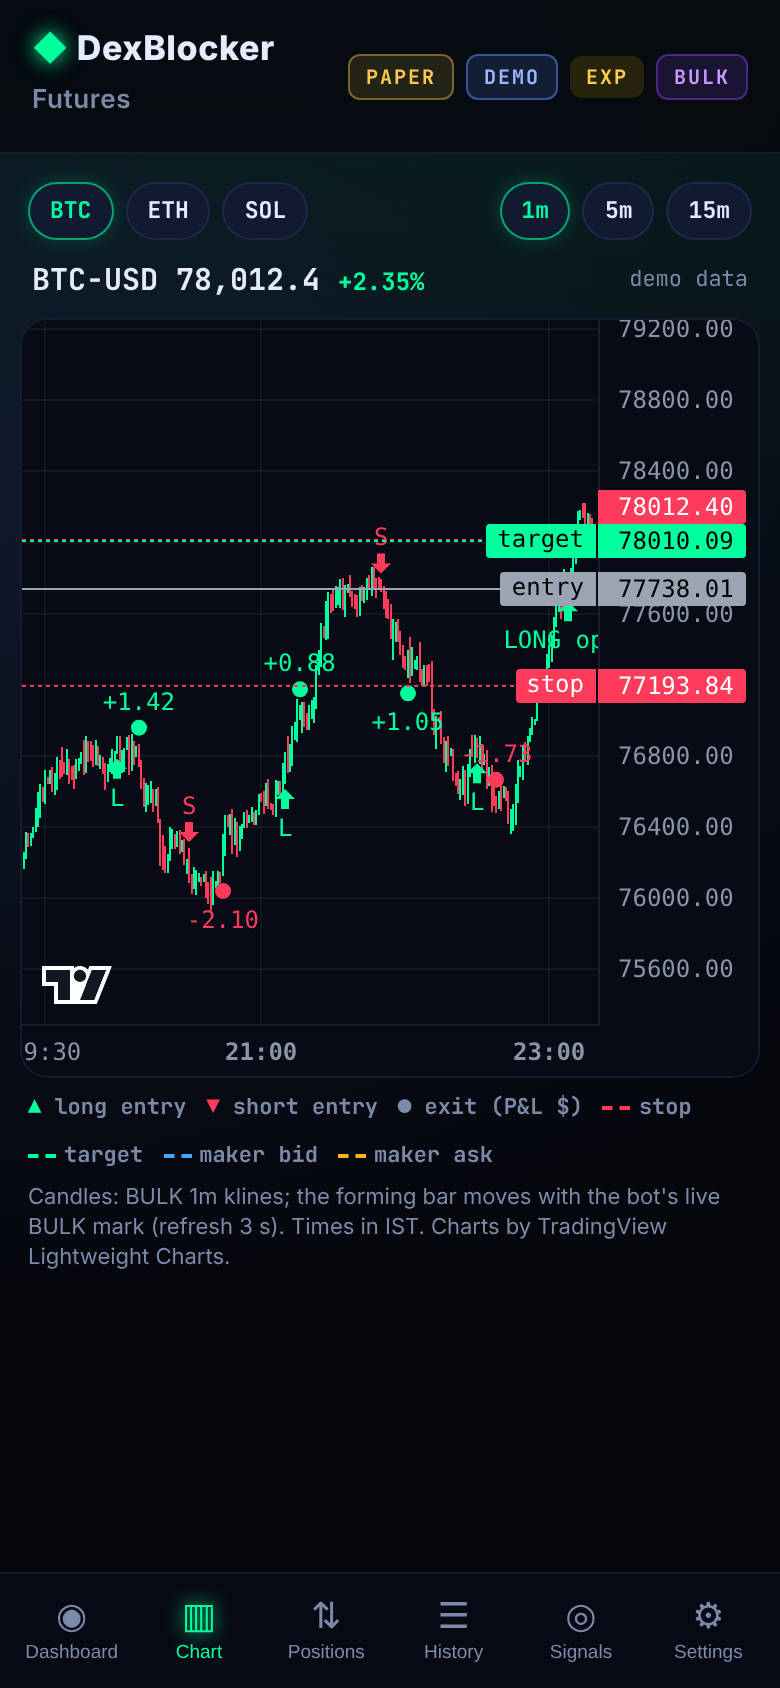 DexBlocker
Futures
PAPER DEMO EXP BULK
BTC ETH SOL 1m 5m 15m
BTC-USD 78,012.4 +2.35% demo data
79200.00
78800.00
78400.00
78012.40
S
target 78010.09
entry 77738.01
77600.00
LONG op
+0.88
stop 77193.84
+1.42
+1.05
-1.73
76800.00
L
S
L
L
76400.00
76000.00
-2.10
75600.00
9:30 21:00 23:00
▲ long entry ▼ short entry ● exit (P&L $) stop
target maker bid maker ask
Candles: BULK 1m klines; the forming bar moves with the bot's live
BULK mark (refresh 3 s). Times in IST. Charts by TradingView
Lightweight Charts.
Dashboard Chart Positions History Signals Settings